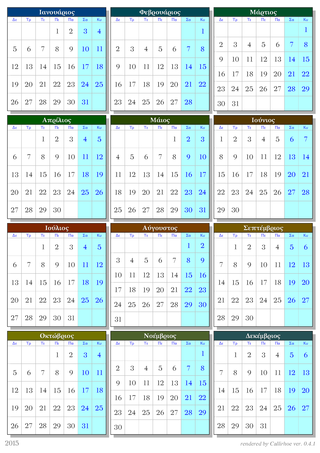 Ιανουάριος
Δε Τρ Τε Πε Πα Σα Κυ
1 2 3 4
5 6 7 8 9 10 11
12 13 14 15 16 17 18
19 20 21 22 23 24 25
26 27 28 29 30 31
Φεβρουάριος
Δε Τρ Τε Πε Πα Σα Κυ
1
2 3 4 5 6 7 8
9 10 11 12 13 14 15
16 17 18 19 20 21 22
23 24 25 26 27 28
Μάρτιος
Δε Τρ Τε Πε Πα Σα Κυ
1
2 3 4 5 6 7 8
9 10 11 12 13 14 15
16 17 18 19 20 21 22
23 24 25 26 27 28 29
30 31
Απρίλιος
Δε Τρ Τε Πε Πα Σα Κυ
1 2 3 4 5
6 7 8 9 10 11 12
13 14 15 16 17 18 19
20 21 22 23 24 25 26
27 28 29 30
Μάιος
Δε Τρ Τε Πε Πα Σα Κυ
1 2 3
4 5 6 7 8 9 10
11 12 13 14 15 16 17
18 19 20 21 22 23 24
25 26 27 28 29 30 31
Ιούνιος
Δε Τρ Τε Πε Πα Σα Κυ
1 2 3 4 5 6 7
8 9 10 11 12 13 14
15 16 17 18 19 20 21
22 23 24 25 26 27 28
29 30
Ιούλιος
Δε Τρ Τε Πε Πα Σα Κυ
1 2 3 4 5
6 7 8 9 10 11 12
13 14 15 16 17 18 19
20 21 22 23 24 25 26
27 28 29 30 31
Αύγουστος
Δε Τρ Τε Πε Πα Σα Κυ
1 2
3 4 5 6 7 8 9
10 11 12 13 14 15 16
17 18 19 20 21 22 23
24 25 26 27 28 29 30
31
Σεπτέμβριος
Δε Τρ Τε Πε Πα Σα Κυ
1 2 3 4 5 6
7 8 9 10 11 12 13
14 15 16 17 18 19 20
21 22 23 24 25 26 27
28 29 30
Οκτώβριος
Δε Τρ Τε Πε Πα Σα Κυ
1 2 3 4
5 6 7 8 9 10 11
12 13 14 15 16 17 18
19 20 21 22 23 24 25
26 27 28 29 30 31
Νοέμβριος
Δε Τρ Τε Πε Πα Σα Κυ
1
2 3 4 5 6 7 8
9 10 11 12 13 14 15
16 17 18 19 20 21 22
23 24 25 26 27 28 29
30
Δεκέμβριος
Δε Τρ Τε Πε Πα Σα Κυ
1 2 3 4 5 6
7 8 9 10 11 12 13
14 15 16 17 18 19 20
21 22 23 24 25 26 27
28 29 30 31
2015
rendered by Callirhoe ver. 0.4.1